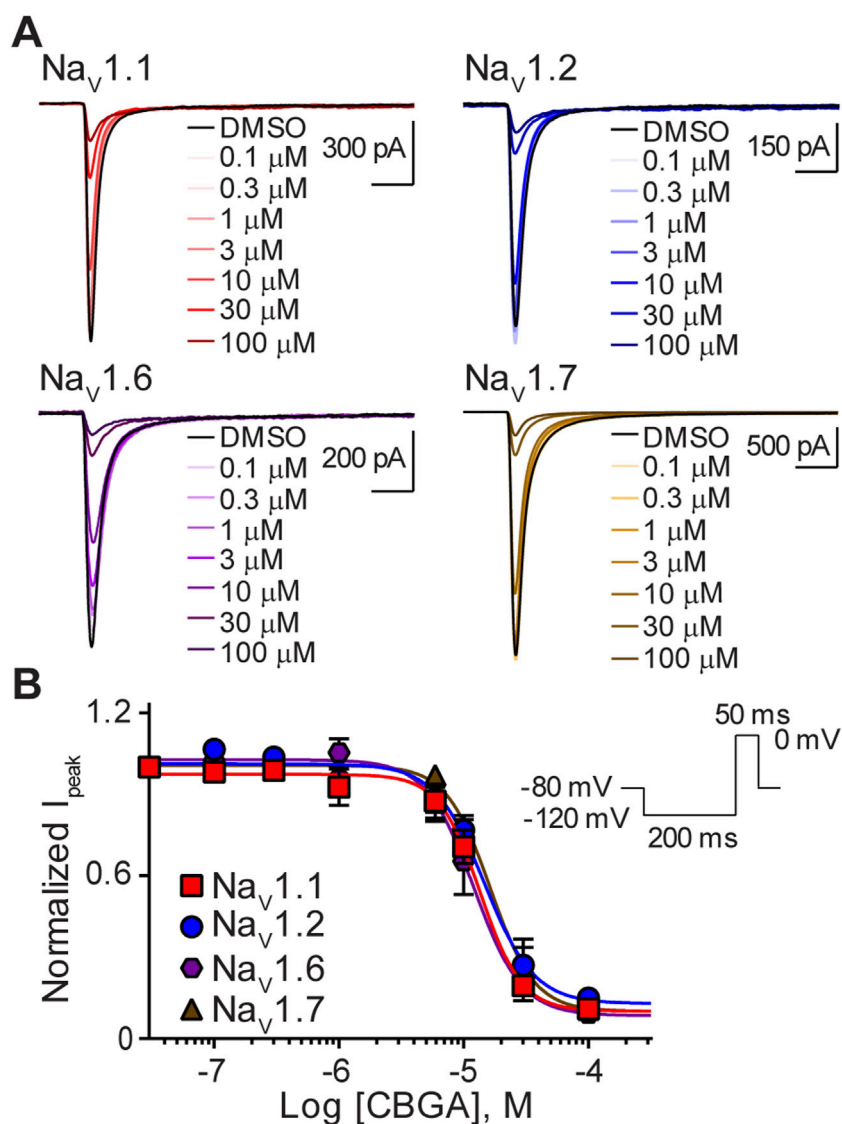 A
Nav1.1
DMSO
0.1 μM
0.3 μM
1 μM
3 μM
10 μM
30 μM
100 μM
300 pA
Nav1.2
DMSO
0.1 μM
0.3 μM
1 μM
3 μM
10 μM
30 μM
100 μM
150 pA
Nav1.6
DMSO
0.1 μM
0.3 μM
1 μM
3 μM
10 μM
30 μM
100 μM
200 pA
Nav1.7
DMSO
0.1 μM
0.3 μM
1 μM
3 μM
10 μM
30 μM
100 μM
500 pA
B
Normalized Ipeak
1.2
0.6
0
Nav1.1
Nav1.2
Nav1.6
Nav1.7
-7
-6
-5
-4
Log [CBGA], M
50 ms
0 mV
-80 mV
-120 mV
200 ms